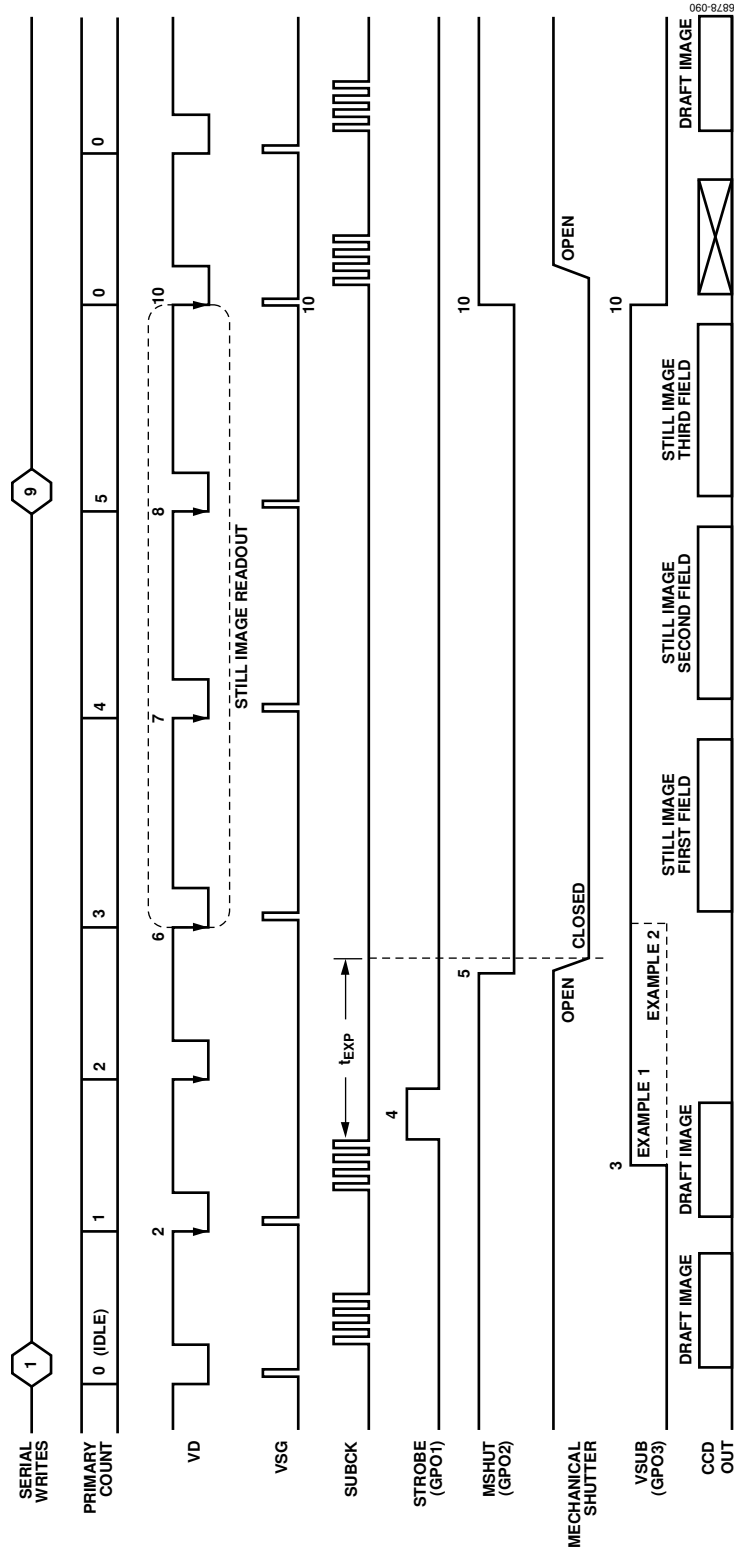 SERIAL
WRITES
1
9
PRIMARY
COUNT
0 (IDLE)
1
2
3
4
5
0
0
VD
2
6
7
8
10
STILL IMAGE READOUT
VSG
10
SUBCK
tEXP
STROBE
(GPO1)
4
MSHUT
(GPO2)
5
10
MECHANICAL
SHUTTER
OPEN
CLOSED
OPEN
VSUB
(GPO3)
3
EXAMPLE 1
EXAMPLE 2
10
CCD
OUT
DRAFT IMAGE
DRAFT IMAGE
STILL IMAGE
FIRST FIELD
STILL IMAGE
SECOND FIELD
STILL IMAGE
THIRD FIELD
DRAFT IMAGE
6878-090